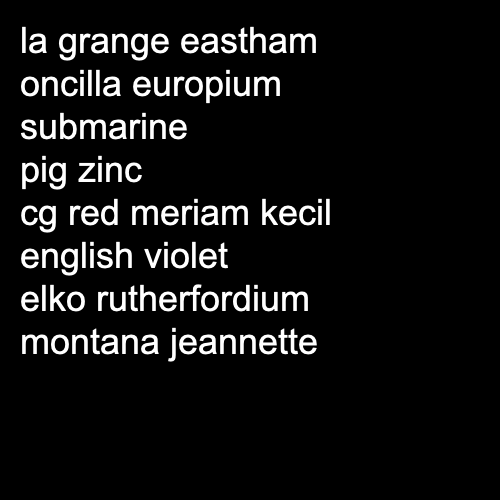 la grange eastham
oncilla europium
submarine
pig zinc
cg red meriam kecil
english violet
elko rutherfordium
montana jeannette